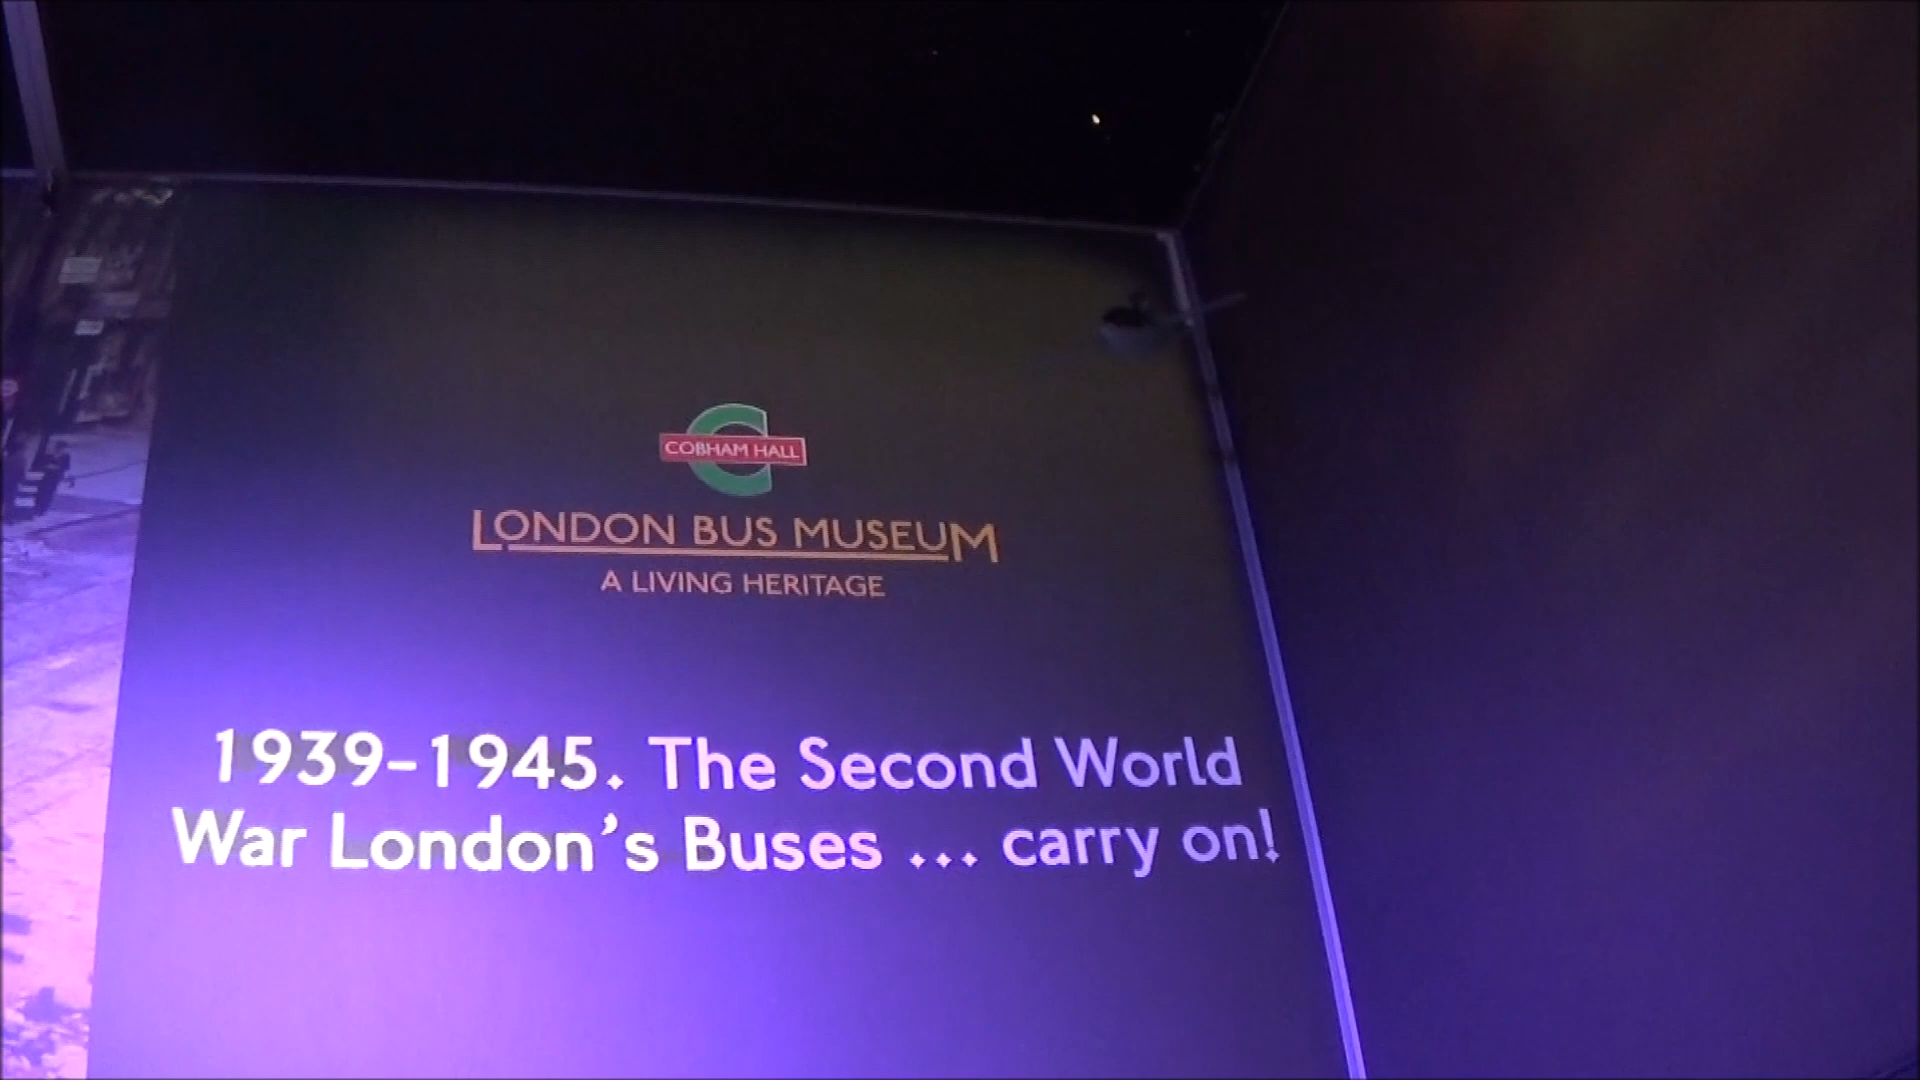 COBHAM HALL
LONDON BUS MUSEUM
A LIVING HERITAGE
1939-1945. The Second World
War London's Buses ... carry on!